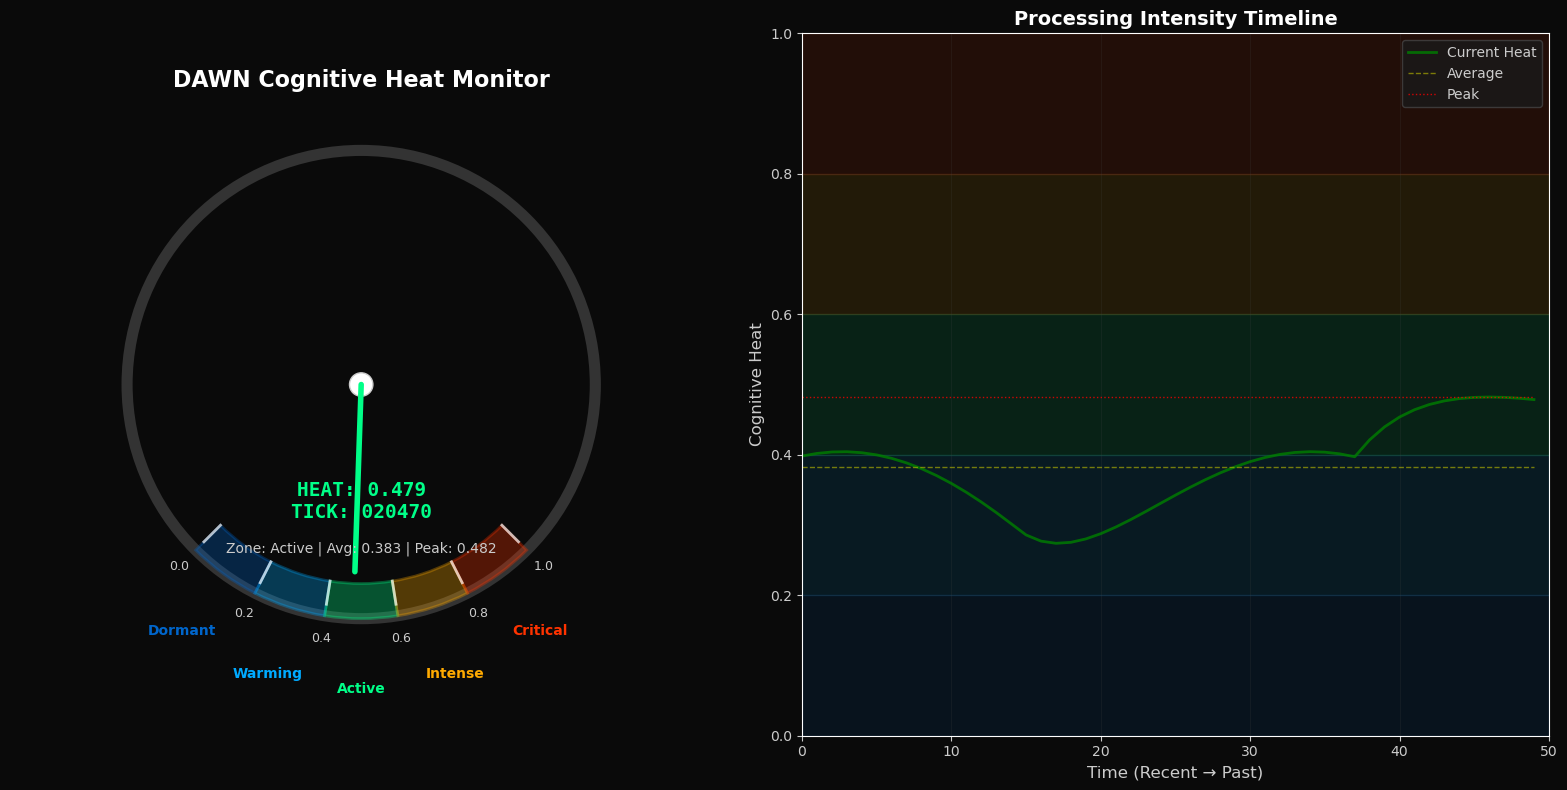 DAWN Cognitive Heat Monitor
HEAT: 0.479
TICK: 020470
Zone: Active | Avg: 0.383 | Peak: 0.482
0.0
0.2
0.4
0.6
0.8
1.0
Dormant
Warming
Active
Intense
Critical
Processing Intensity Timeline
Current Heat
Average
Peak
Cognitive Heat
1.0
0.8
0.6
0.4
0.2
0.0
0 10 20 30 40 50
Time (Recent → Past)